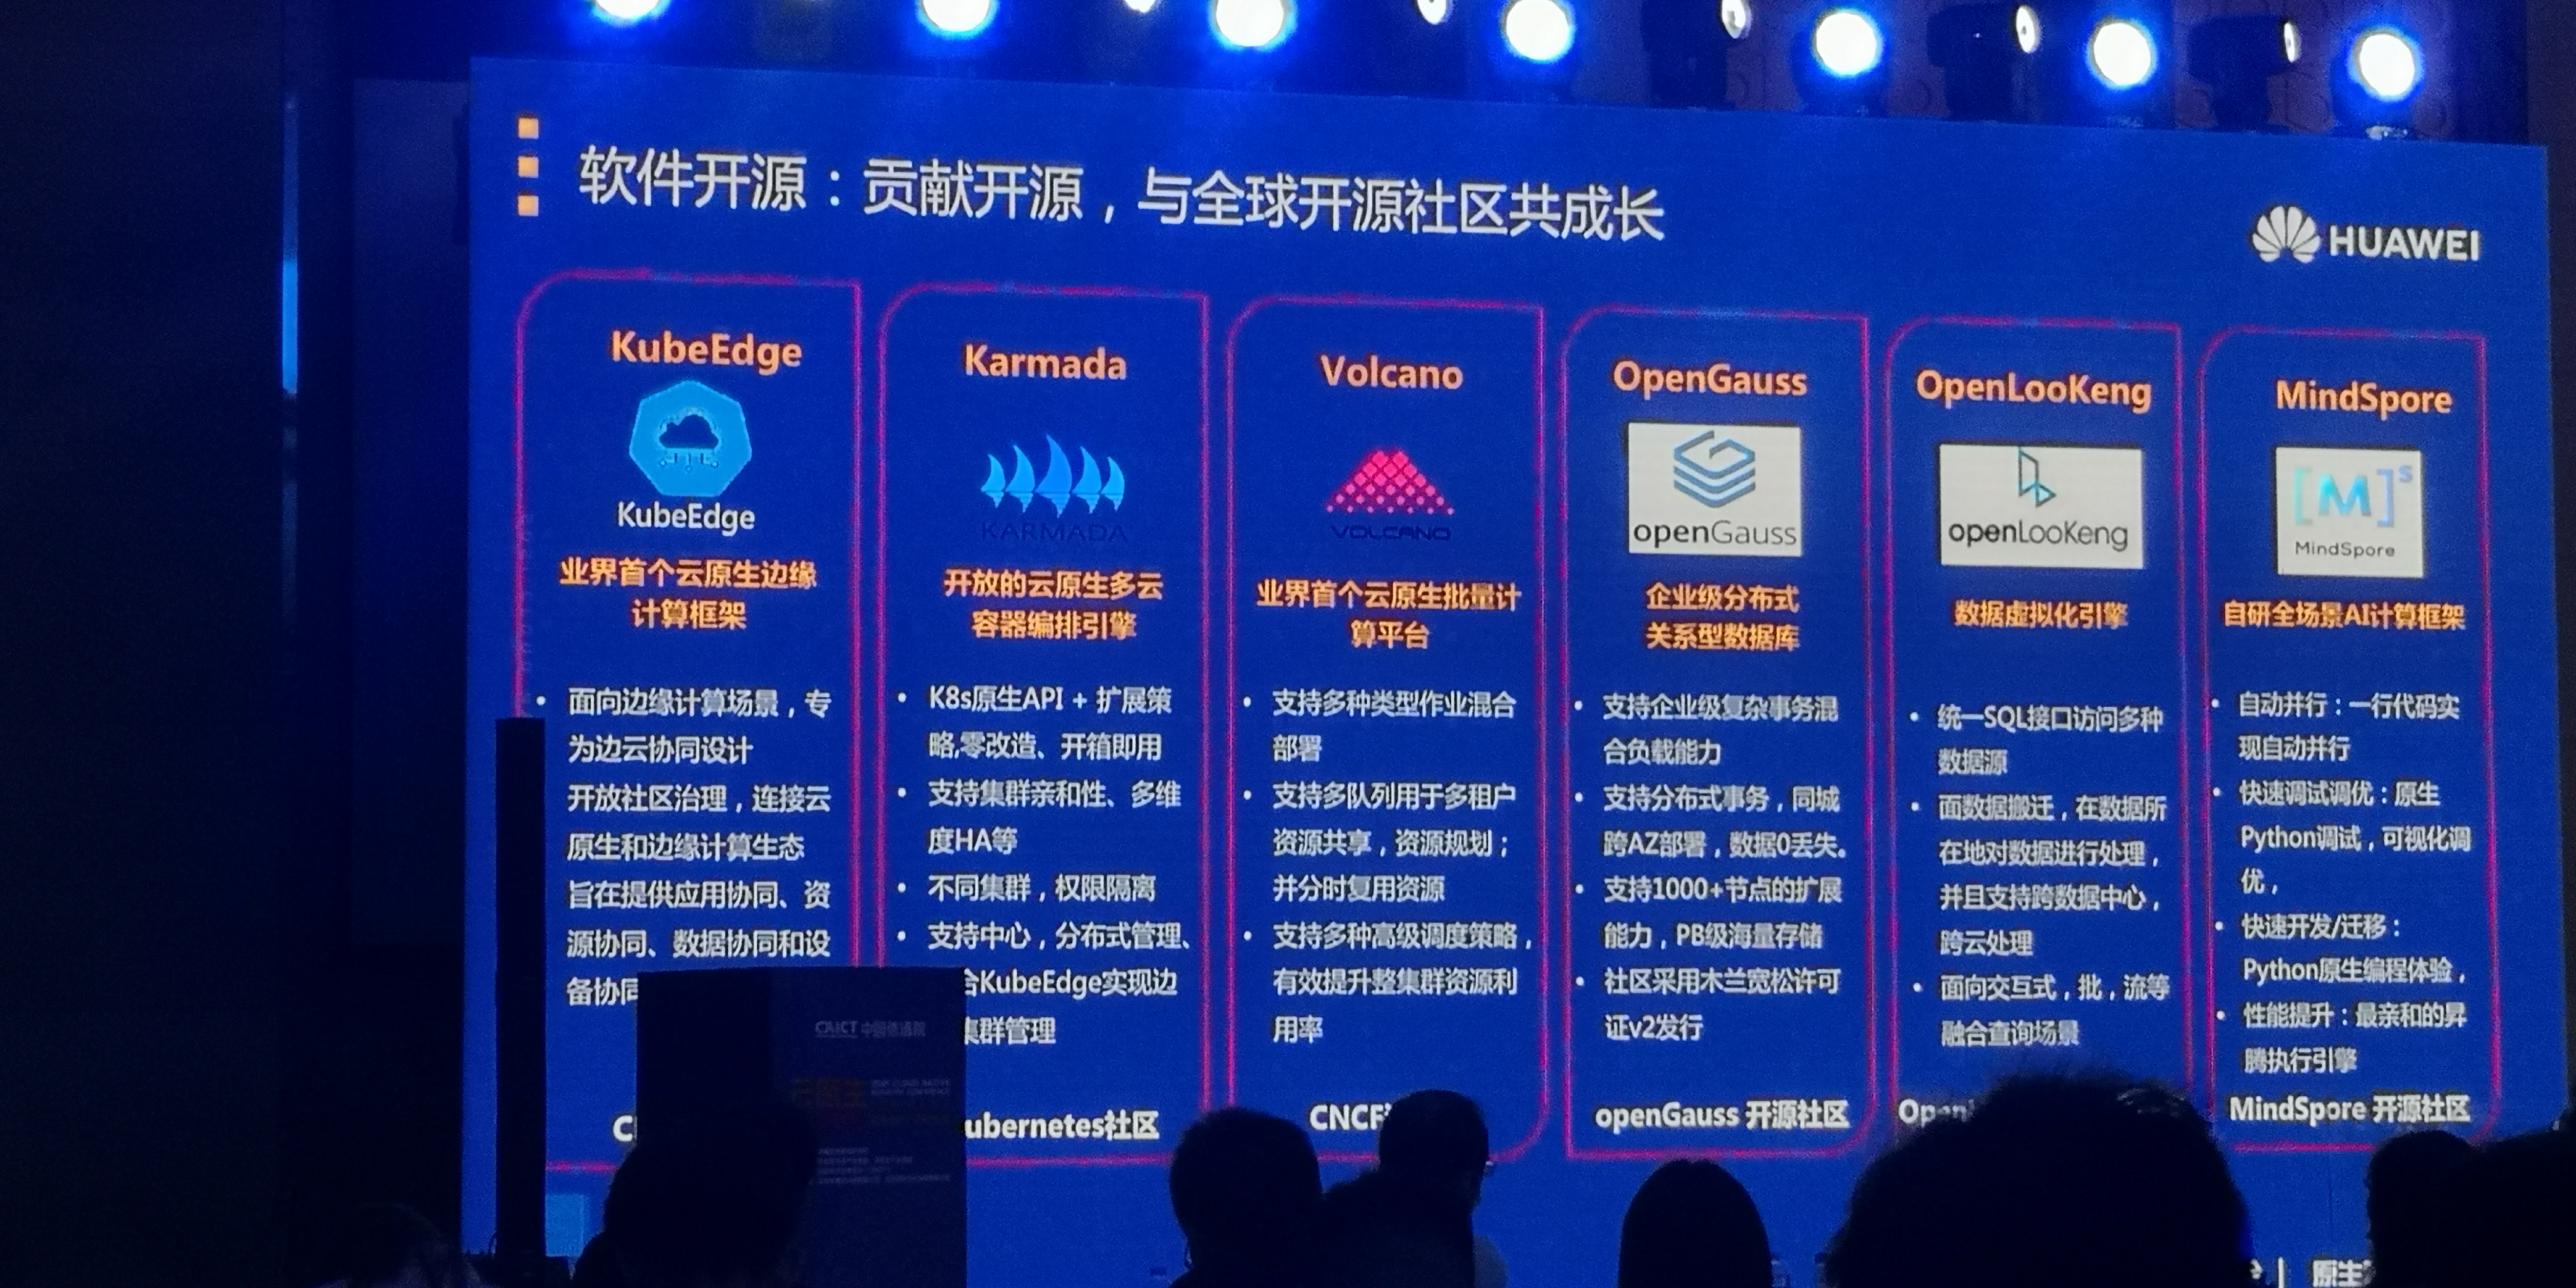 软件开源：贡献开源，与全球开源社区共成长
HUAWEI
KubeEdge
KubeEdge
业界首个云原生边缘
计算框架
• 面向边缘计算场景，专
为边云协同设计
开放社区治理，连接云
原生和边缘计算生态
旨在提供应用协同、资
源协同、数据协同和设
备协同
Karmada
KARMADA
开放的云原生多云
容器编排引擎
• K8s原生API + 扩展策
略,零改造、开箱即用
• 支持集群亲和性、多维
度HA等
• 不同集群，权限隔离
• 支持中心，分布式管理、
合KubeEdge实现边
集群管理
ubernetes社区
Volcano
VOLCANO
业界首个云原生批量计
算平台
• 支持多种类型作业混合
部署
• 支持多队列用于多租户
资源共享，资源规划；
并分时复用资源
• 支持多种高级调度策略，
有效提升整集群资源利
用率
CNCF
OpenGauss
openGauss
企业级分布式
关系型数据库
• 支持企业级复杂事务混
合负载能力
• 支持分布式事务，同城
跨AZ部署，数据0丢失。
• 支持1000+节点的扩展
能力，PB级海量存储
• 社区采用木兰宽松许可
证v2发行
openGauss 开源社区
OpenLooKeng
openLooKeng
数据虚拟化引擎
• 统一SQL接口访问多种
数据源
• 面数据搬迁，在数据所
在地对数据进行处理，
并且支持跨数据中心，
跨云处理
• 面向交互式，批，流等
融合查询场景
Open
MindSpore
[M]s
MindSpore
自研全场景AI计算框架
• 自动并行：一行代码实
现自动并行
• 快速调试调优：原生
Python调试，可视化调
优，
• 快速开发/迁移：
Python原生编程体验，
• 性能提升：最亲和的昇
腾执行引擎
MindSpore 开源社区
CAICT 中国信通院
原生